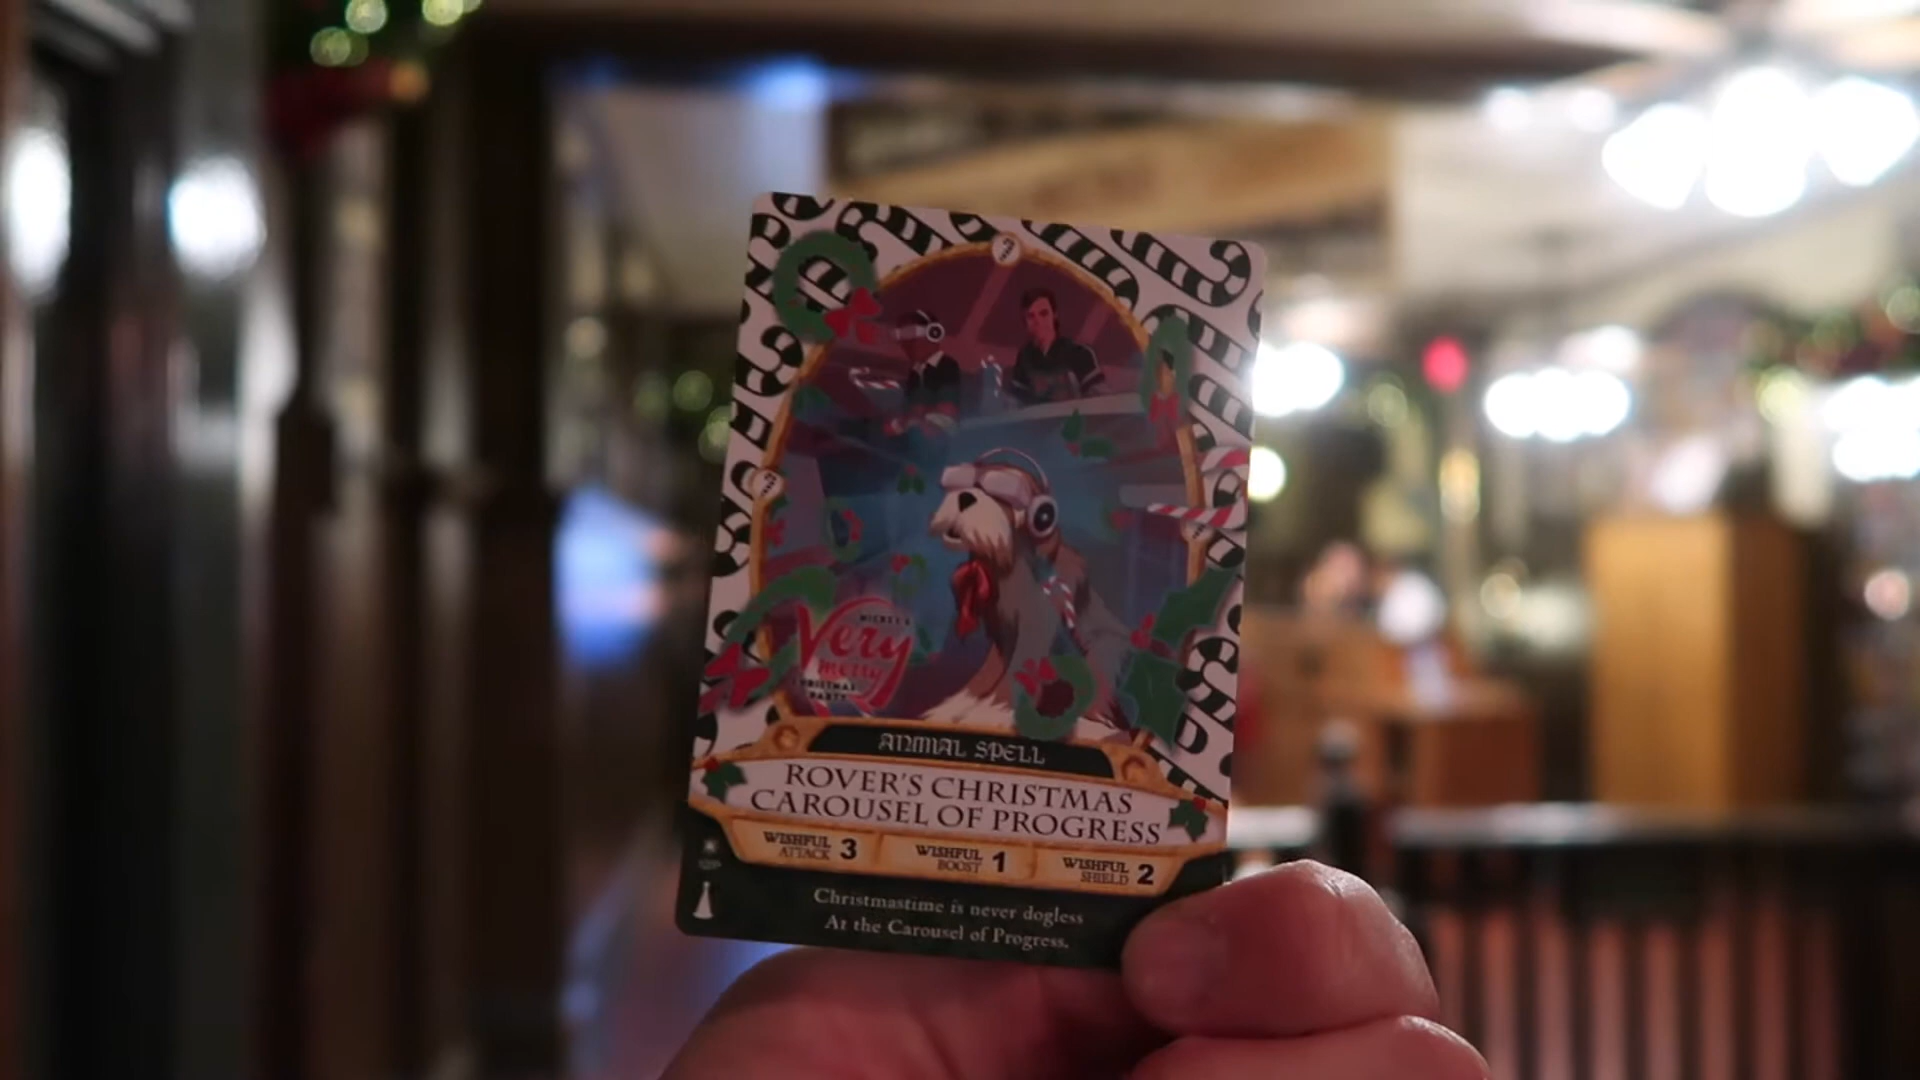 MICKEY'S
Very
merry
CHRISTMAS
PARTY
ANIMAL SPELL
ROVER'S CHRISTMAS
CAROUSEL OF PROGRESS
WISHFUL
ATTACK 3
WISHFUL
BOOST 1
WISHFUL
SHIELD 2
Christmastime is never dogless
At the Carousel of Progress.